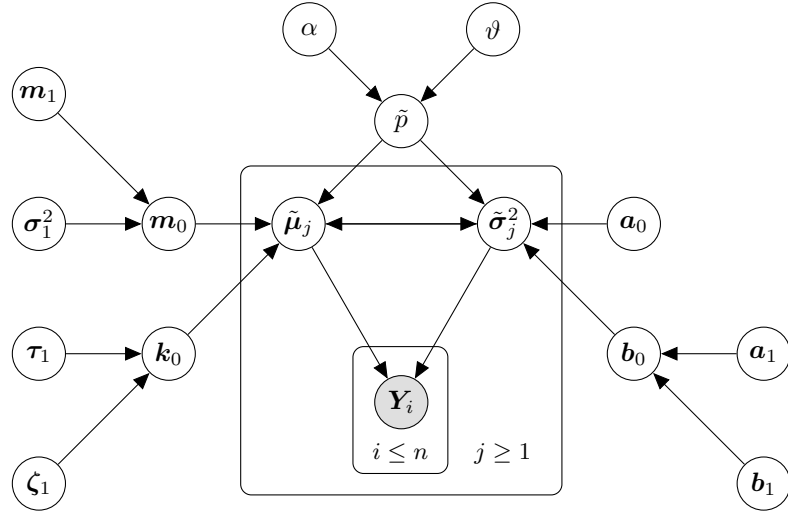 α ϑ
𝒎₁ p̃
𝝈₁² 𝒎₀ 𝝁̃ⱼ 𝝈̃ⱼ² 𝒂₀
𝝉₁ 𝒌₀ 𝒃₀ 𝒂₁
𝒀ᵢ
i ≤ n j ≥ 1
𝜻₁ 𝒃₁